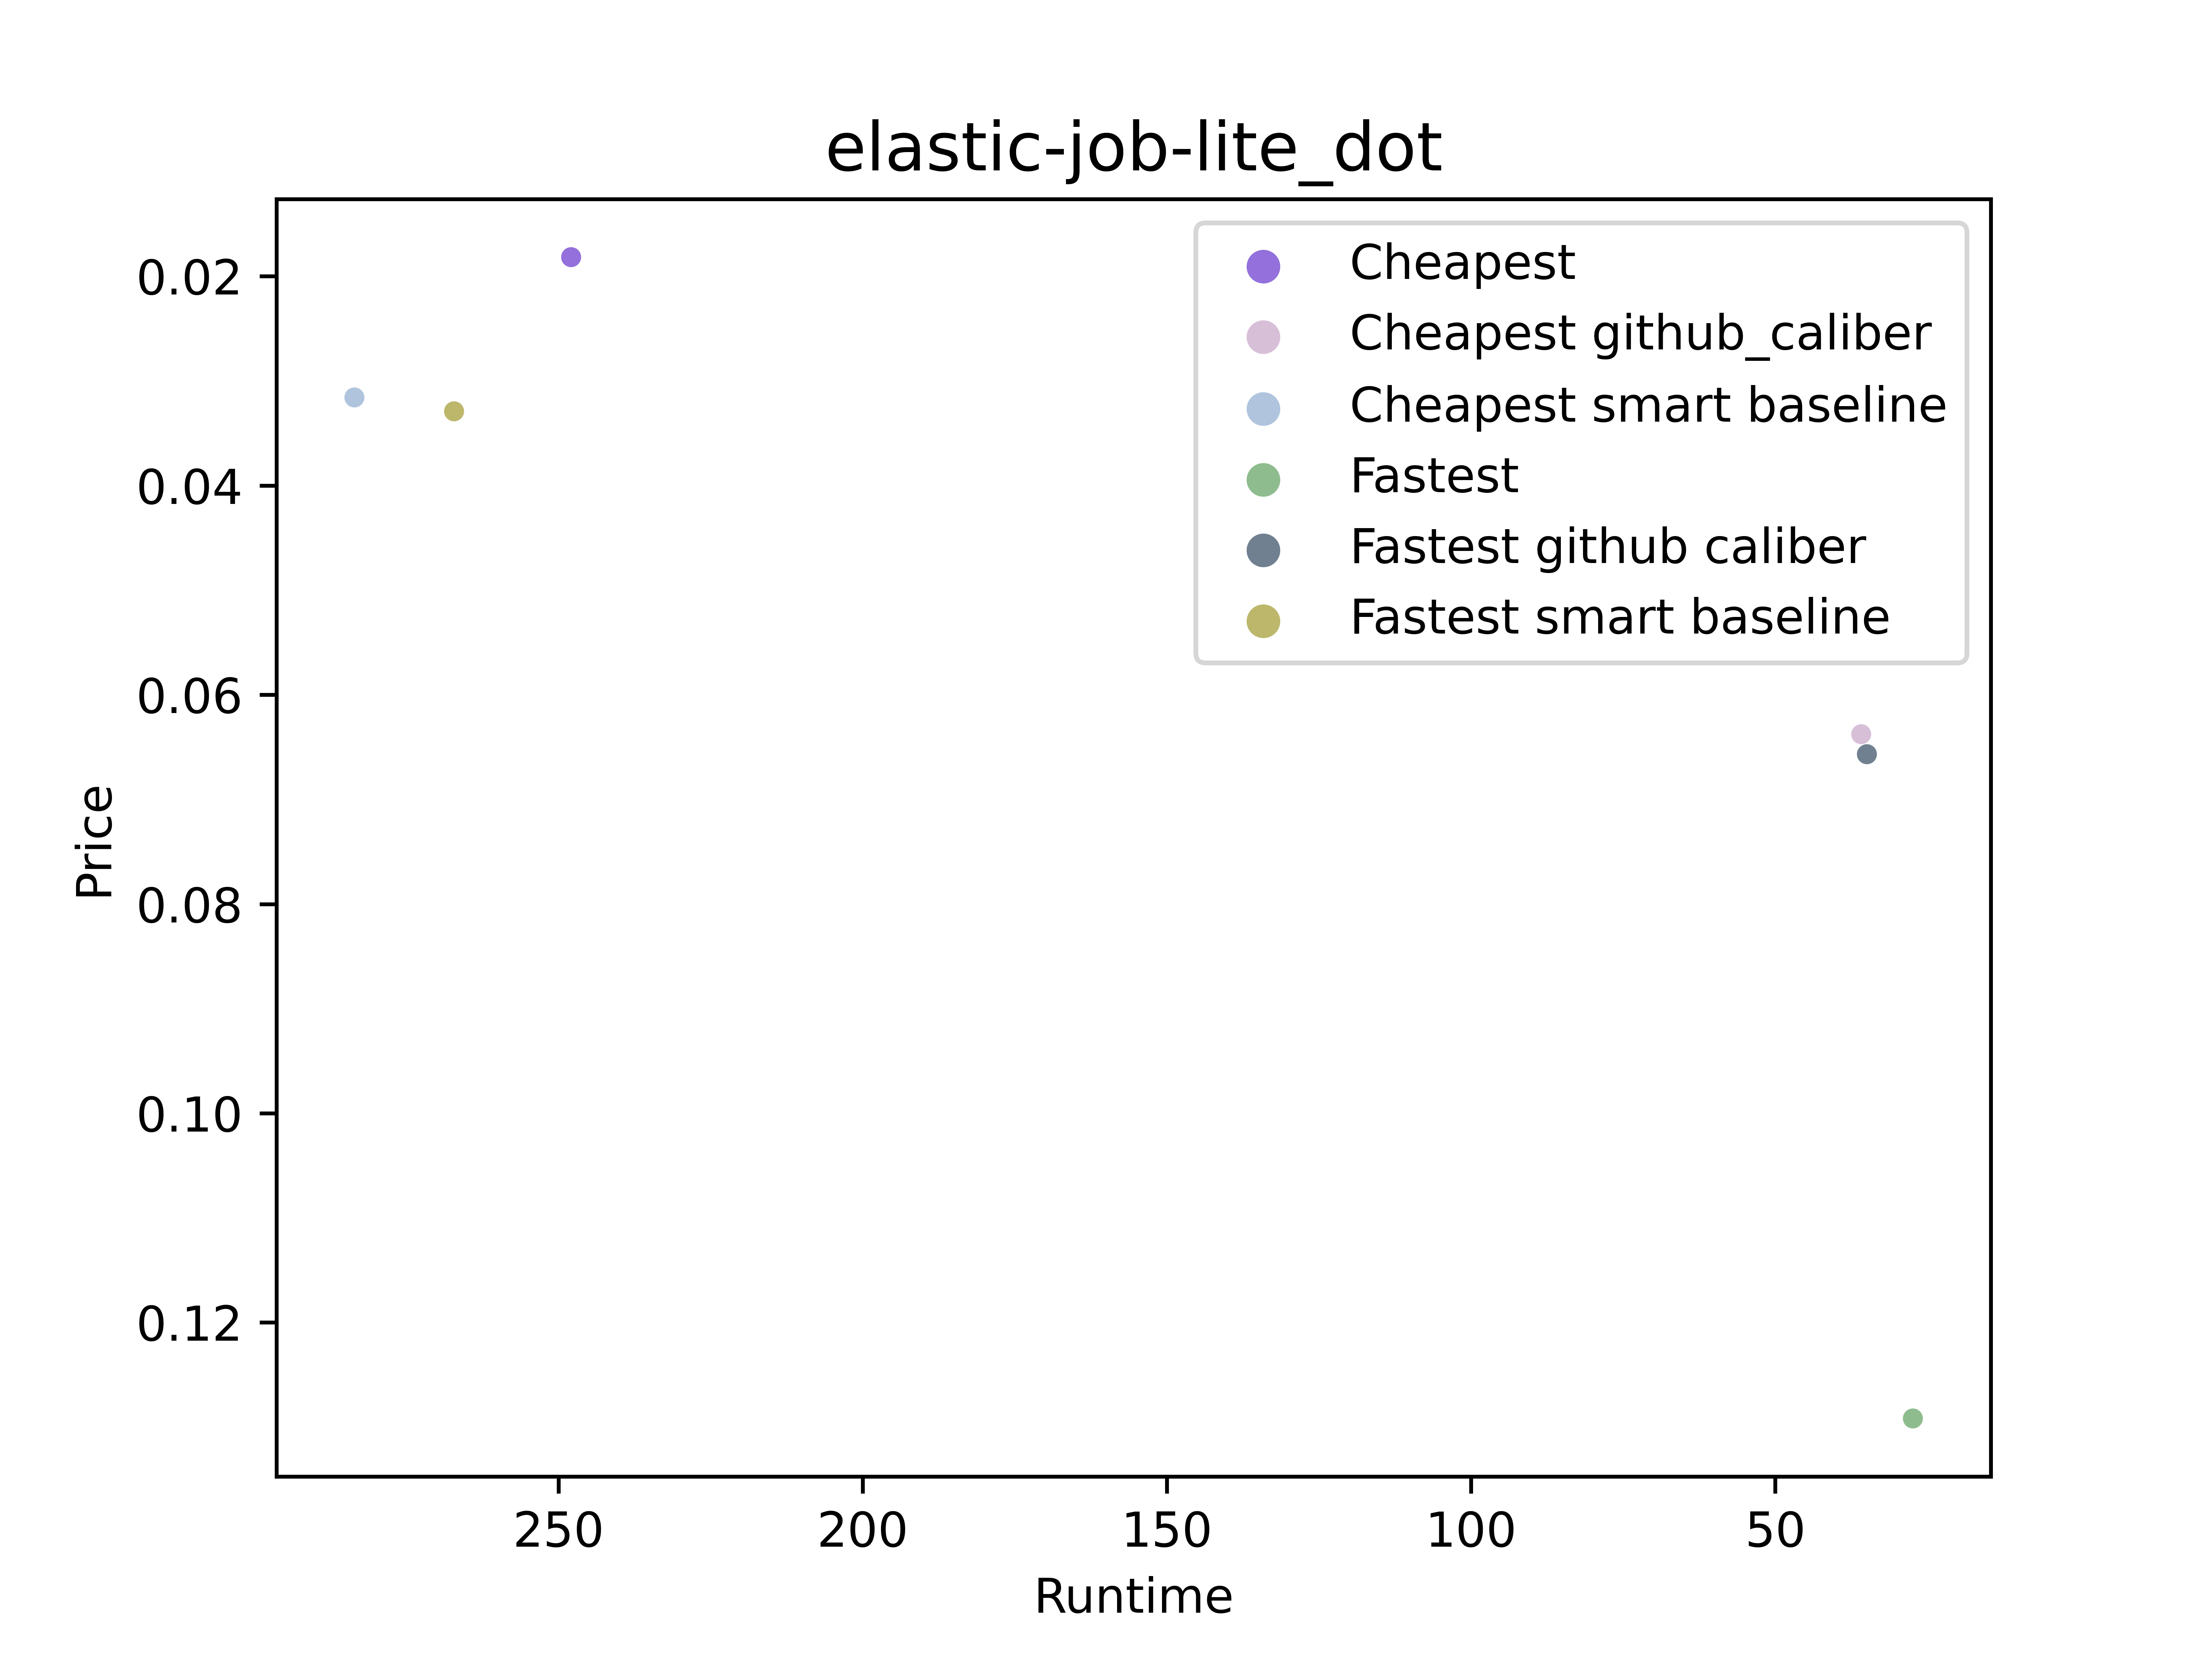 elastic-job-lite_dot
Cheapest
Cheapest github_caliber
Cheapest smart baseline
Fastest
Fastest github caliber
Fastest smart baseline
Price
0.02
0.04
0.06
0.08
0.10
0.12
250 200 150 100 50
Runtime